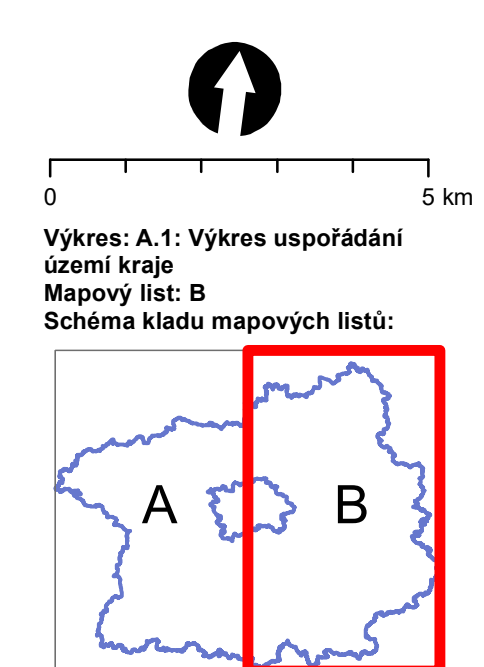 0 5 km
Výkres: A.1: Výkres uspořádání
území kraje
Mapový list: B
Schéma kladu mapových listů:
A B